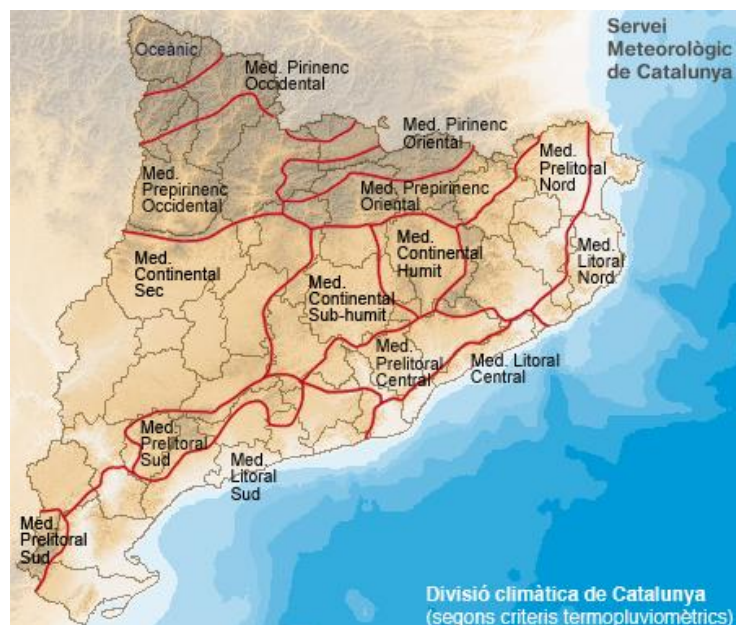 Servei
Meteorològic
de Catalunya
Oceànic
Med. Pirinenc
Occidental
Med. Pirinenc
Oriental
Med.
Prelitoral
Nord
Med.
Prepirinenc
Occidental
Med. Prepirinenc
Oriental
Med.
Continental
Humit
Med.
Litoral
Nord
Med.
Continental
Sec
Med.
Continental
Sub-humit
Med.
Prelitoral
Central
Med. Litoral
Central
Med.
Prelitoral
Sud
Med.
Litoral
Sud
Med.
Prelitoral
Sud
Divisió climàtica de Catalunya
(segons criteris termopluviomètrics)